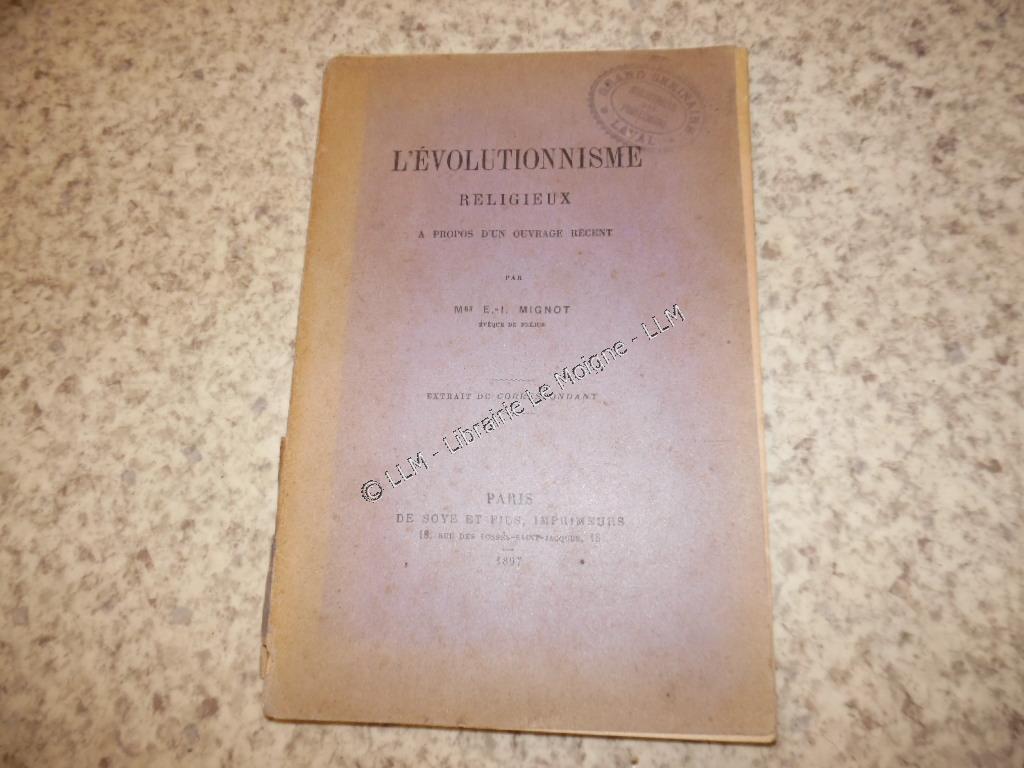 GRAND SEMINAIRE
LAVAL
L'ÉVOLUTIONNISME
RELIGIEUX
A PROPOS D'UN OUVRAGE RÉCENT
PAR
Mgr E.-I. MIGNOT
ÉVÊQUE DE FRÉJUS
EXTRAIT DU CORRESPONDANT
© LLM - Librairie Le Moigne - LLM
PARIS
DE SOYE ET FILS, IMPRIMEURS
18, RUE DES FOSSÉS-SAINT-JACQUES, 18
1897